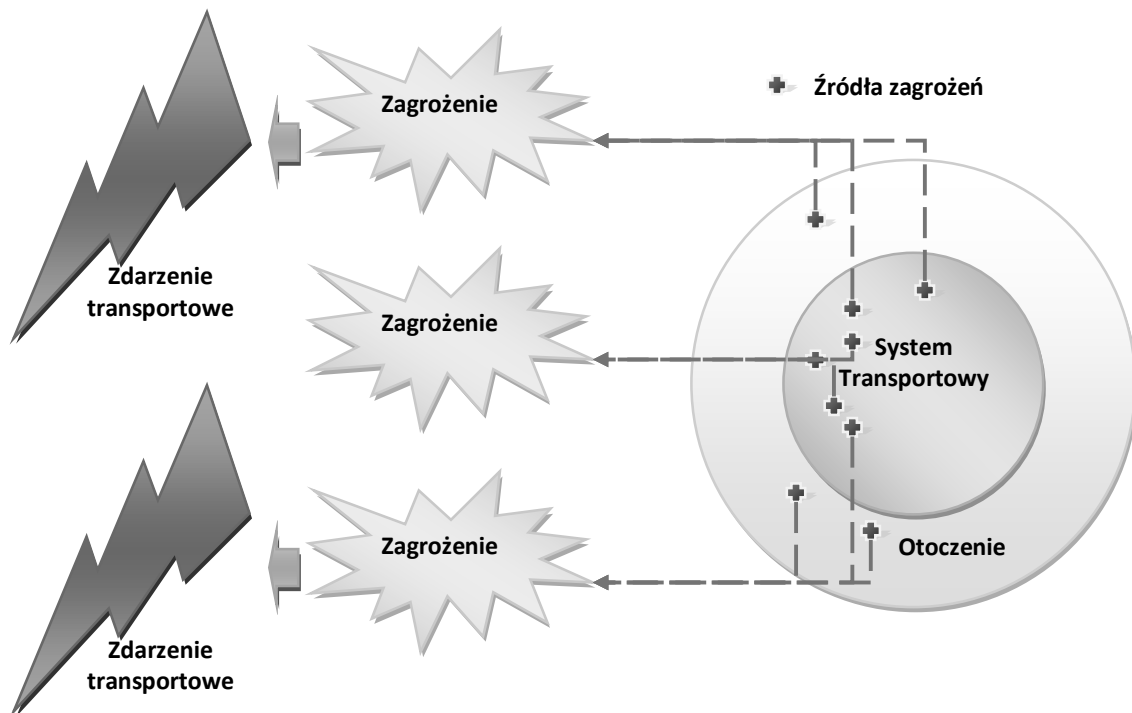 Zagrożenie
Źródła zagrożeń
Zdarzenie
transportowe
Zagrożenie
System
Transportowy
Zagrożenie
Otoczenie
Zdarzenie
transportowe